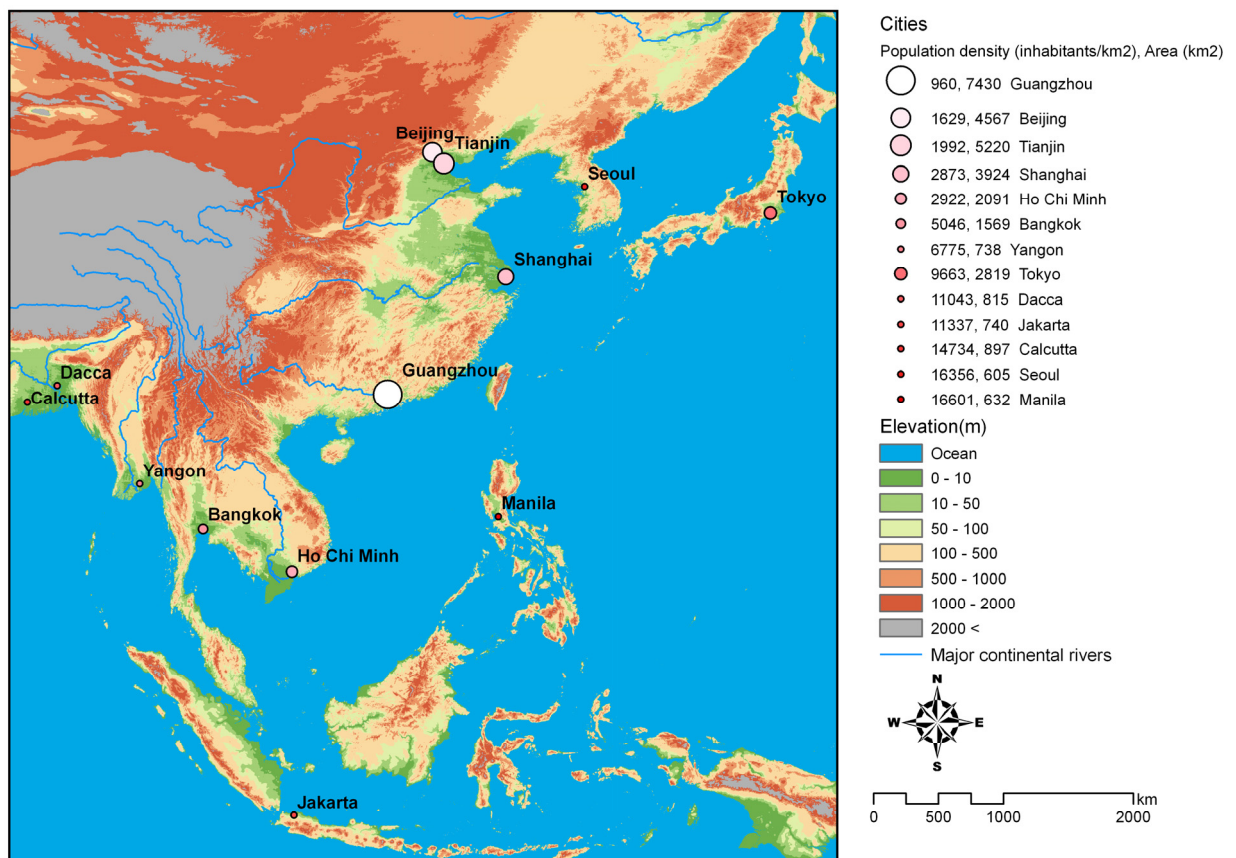 Beijing
Tianjin
Seoul
Tokyo
Shanghai
Guangzhou
Dacca
Calcutta
Yangon
Manila
Bangkok
Ho Chi Minh
Jakarta
Cities
Population density (inhabitants/km2), Area (km2)
960, 7430 Guangzhou
1629, 4567 Beijing
1992, 5220 Tianjin
2873, 3924 Shanghai
2922, 2091 Ho Chi Minh
5046, 1569 Bangkok
6775, 738 Yangon
9663, 2819 Tokyo
11043, 815 Dacca
11337, 740 Jakarta
14734, 897 Calcutta
16356, 605 Seoul
16601, 632 Manila
Elevation(m)
Ocean
0 - 10
10 - 50
50 - 100
100 - 500
500 - 1000
1000 - 2000
2000 <
Major continental rivers
N
W E
S
km
0 500 1000 2000